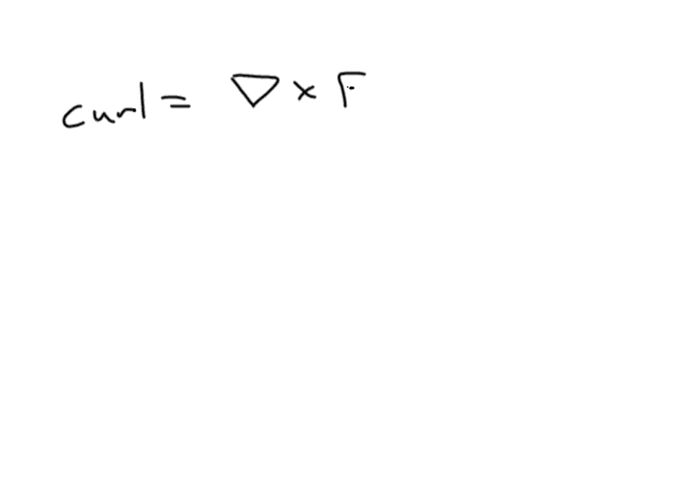 curl = ∇ × F